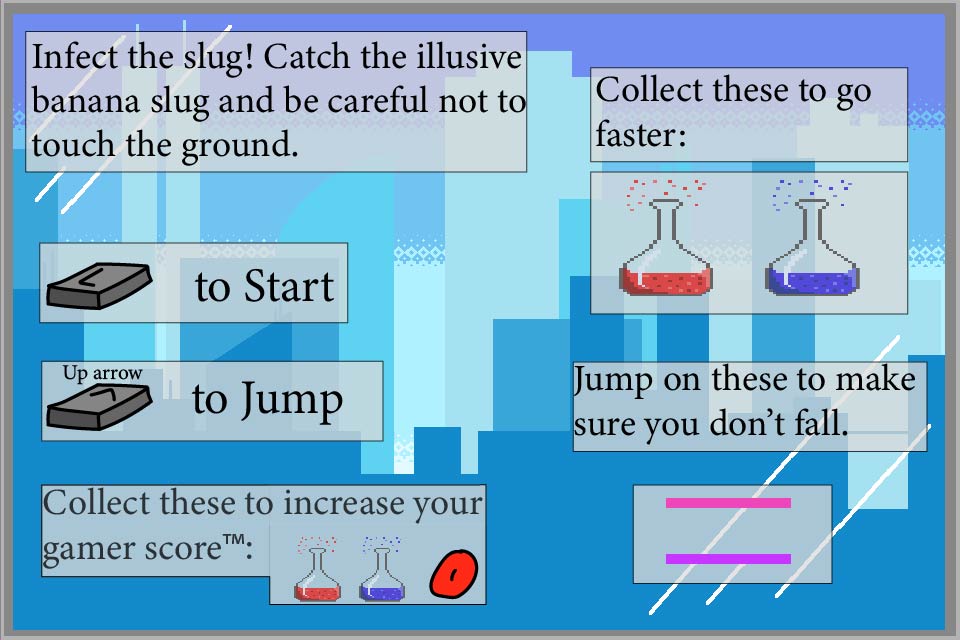 Infect the slug! Catch the illusive
banana slug and be careful not to
touch the ground.
Collect these to go
faster:
to Start
Up arrow
to Jump
Jump on these to make
sure you don’t fall.
Collect these to increase your
gamer score™: